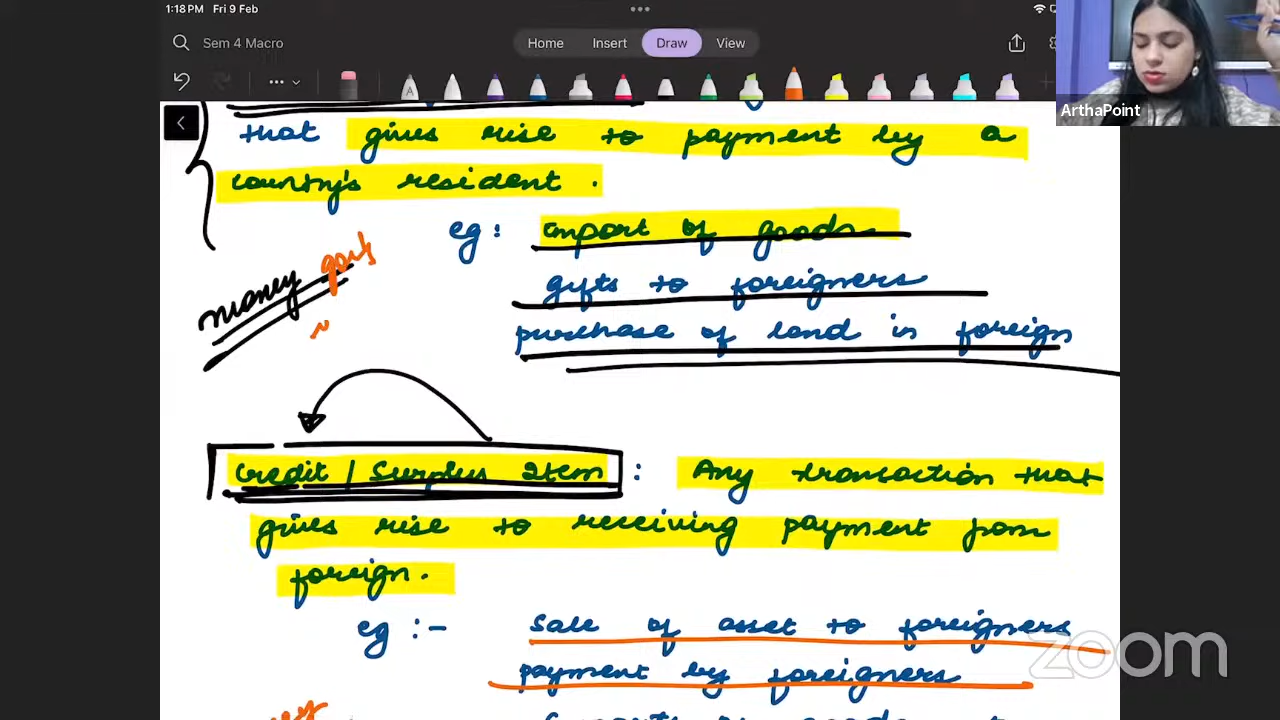 1:18 PM Fri 9 Feb
Sem 4 Macro
Home Insert Draw View
ArthaPoint
that gives rise to payment by a
country's resident.
eg: import of goods
gifts to foreigners
purchase of land in foreign
money goes
Credit / Surplus Item : Any transaction that
gives rise to receiving payment from
foreign.
eg :- Sale of asset to foreigners
payment by foreigners
zoom